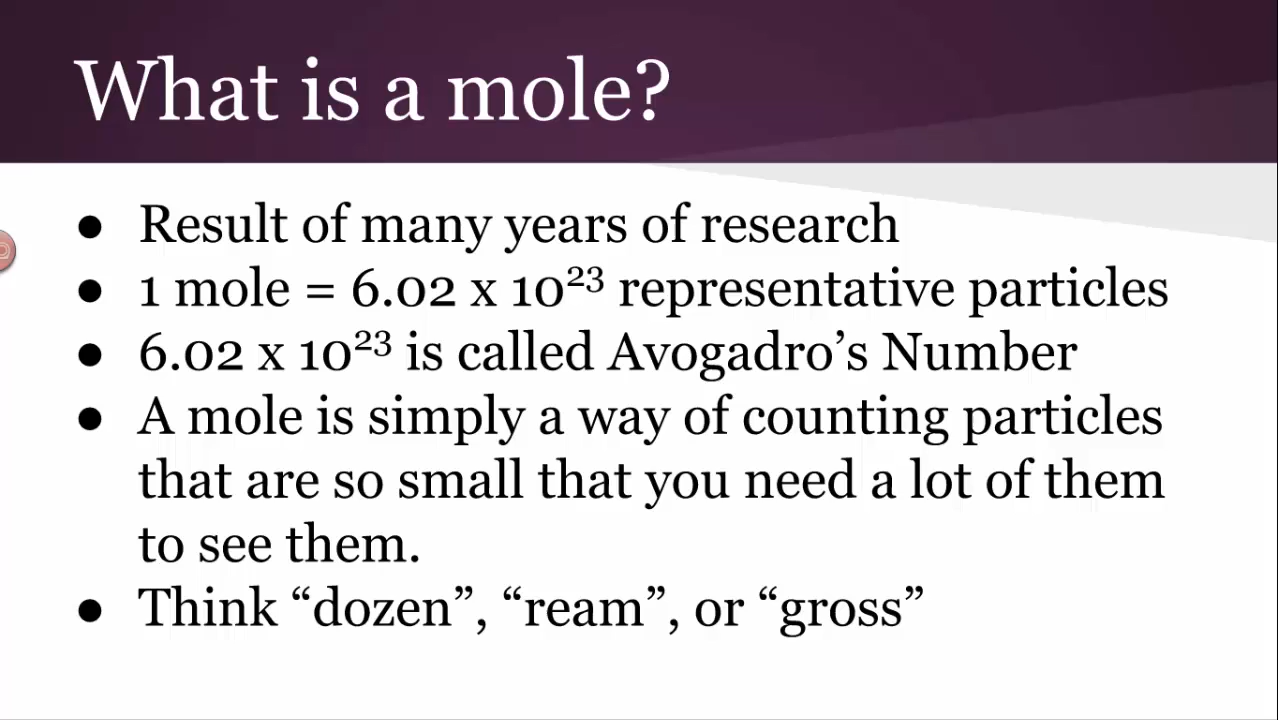 What is a mole?
● Result of many years of research
● 1 mole = 6.02 x 10²³ representative particles
● 6.02 x 10²³ is called Avogadro’s Number
● A mole is simply a way of counting particles
that are so small that you need a lot of them
to see them.
● Think “dozen”, “ream”, or “gross”